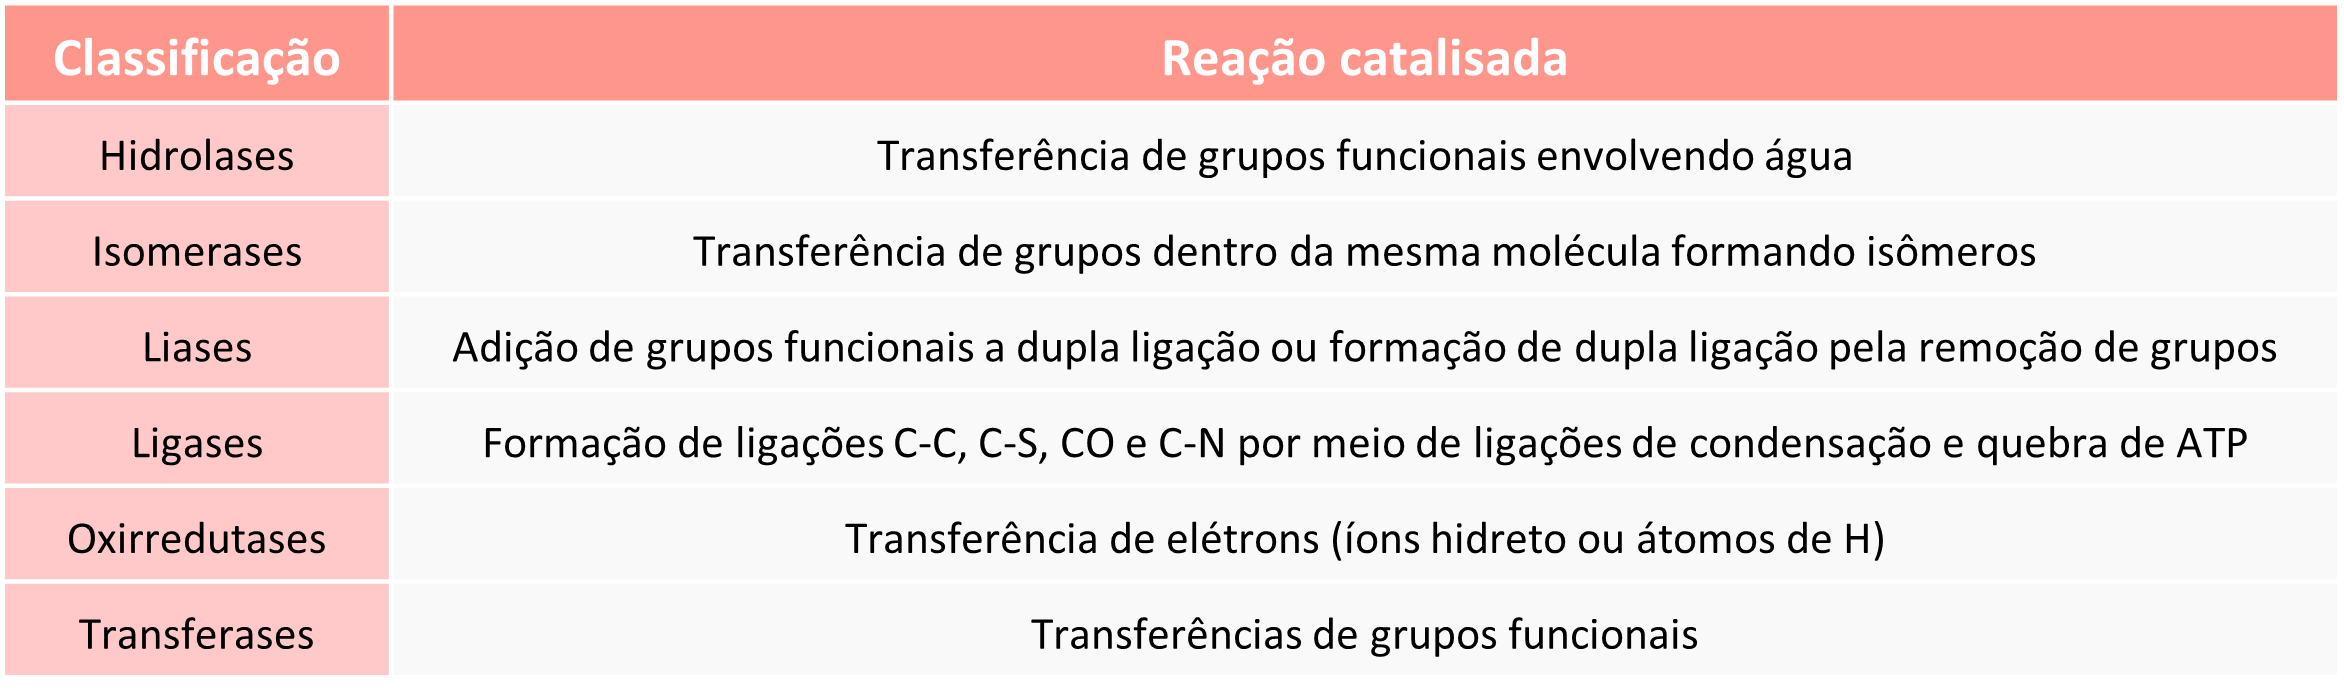 Classificação Reação catalisada
Hidrolases Transferência de grupos funcionais envolvendo água
Isomerases Transferência de grupos dentro da mesma molécula formando isômeros
Liases Adição de grupos funcionais a dupla ligação ou formação de dupla ligação pela remoção de grupos
Ligases Formação de ligações C-C, C-S, CO e C-N por meio de ligações de condensação e quebra de ATP
Oxirredutases Transferência de elétrons (íons hidreto ou átomos de H)
Transferases Transferências de grupos funcionais